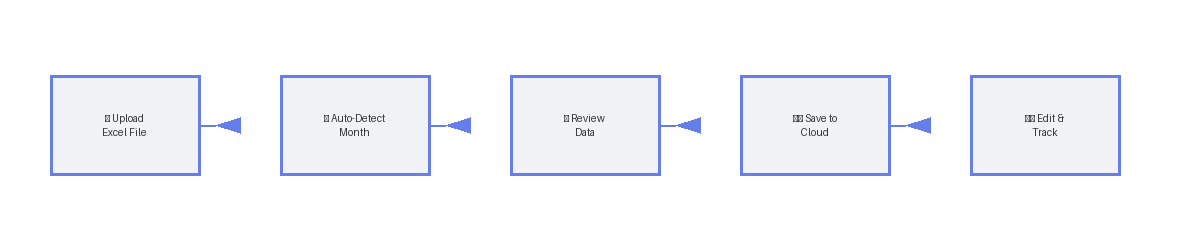 Upload
Excel File
Auto-Detect
Month
Review
Data
Save to
Cloud
Edit &
Track